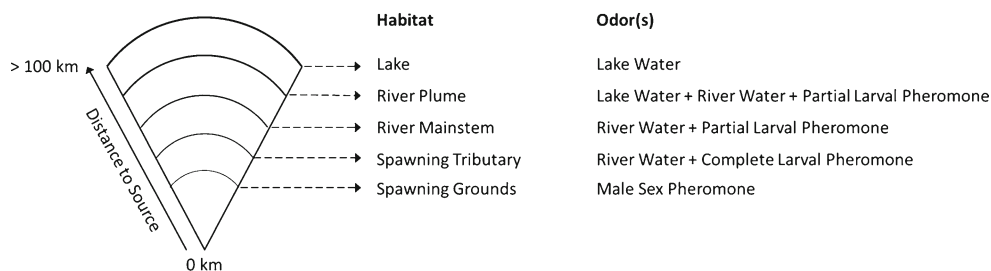 Habitat Odor(s)
> 100 km
Lake Lake Water
River Plume Lake Water + River Water + Partial Larval Pheromone
River Mainstem River Water + Partial Larval Pheromone
Spawning Tributary River Water + Complete Larval Pheromone
Spawning Grounds Male Sex Pheromone
Distance to Source
0 km